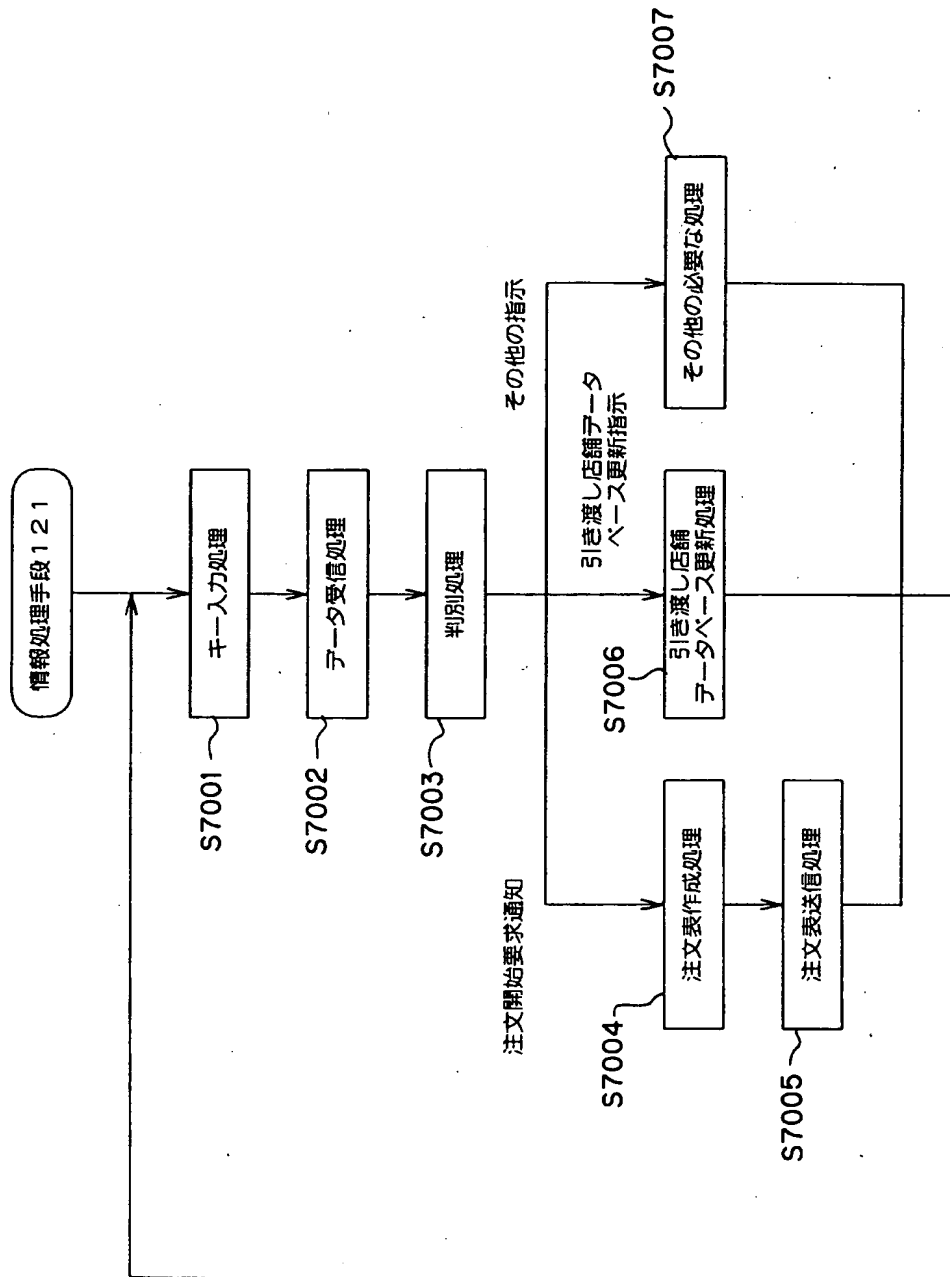 情報処理手段121
キー入力処理
S7001
データ受信処理
S7002
判別処理
S7003
注文開始要求通知
引き渡し店舗データ
ベース更新指示
その他の指示
S7004
注文表作成処理
S7005
注文表送信処理
S7006
引き渡し店舗
データベース更新処理
S7007
その他の必要な処理